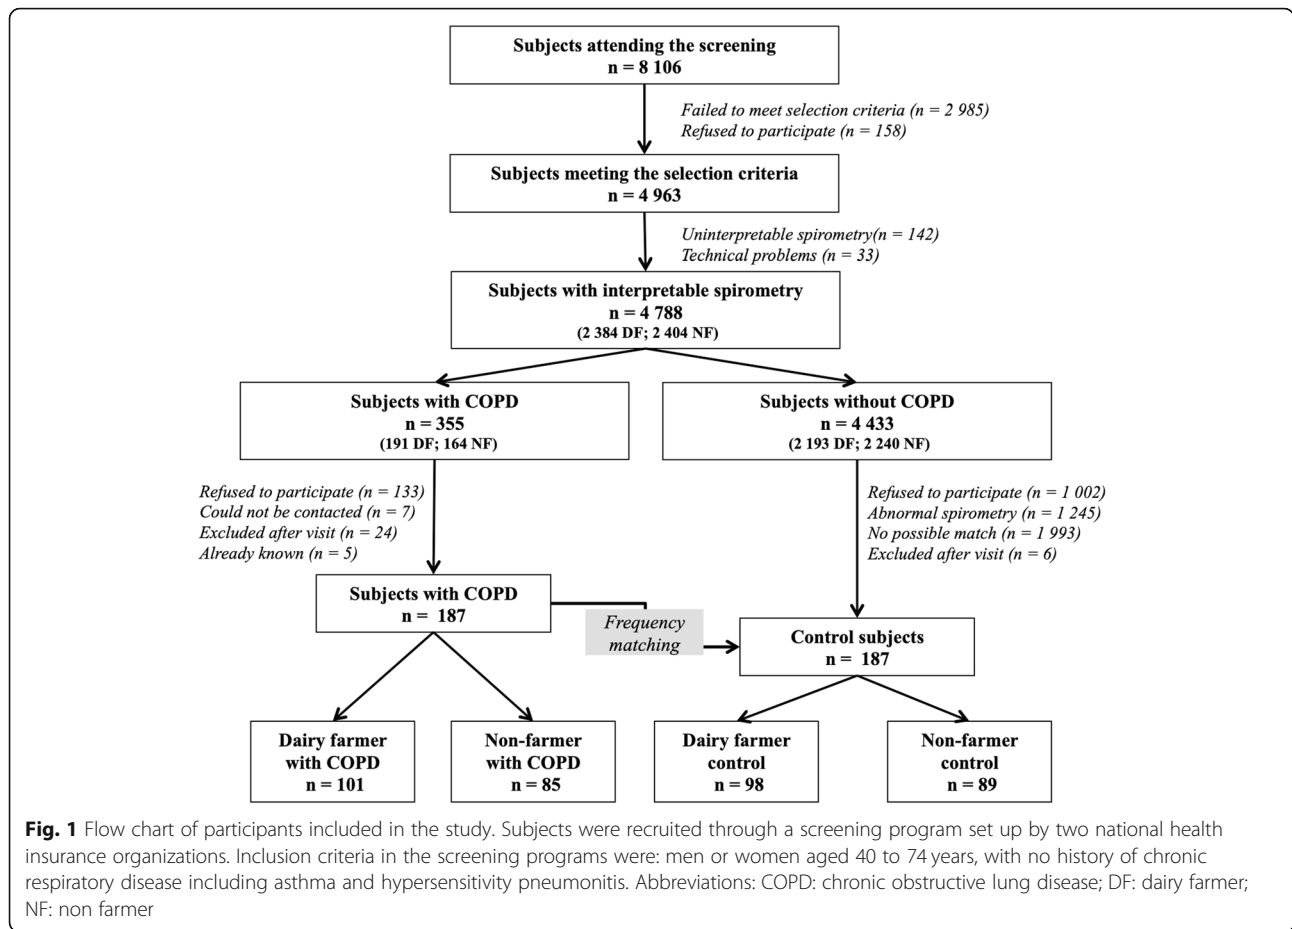 Subjects attending the screening
n = 8 106
Failed to meet selection criteria (n = 2 985)
Refused to participate (n = 158)
Subjects meeting the selection criteria
n = 4 963
Uninterpretable spirometry(n = 142)
Technical problems (n = 33)
Subjects with interpretable spirometry
n = 4 788
(2 384 DF; 2 404 NF)
Subjects with COPD
n = 355
(191 DF; 164 NF)
Subjects without COPD
n = 4 433
(2 193 DF; 2 240 NF)
Refused to participate (n = 133)
Could not be contacted (n = 7)
Excluded after visit (n = 24)
Already known (n = 5)
Refused to participate (n = 1 002)
Abnormal spirometry (n = 1 245)
No possible match (n = 1 993)
Excluded after visit (n = 6)
Subjects with COPD
n = 187
Frequency
matching
Control subjects
n = 187
Dairy farmer
with COPD
n = 101
Non-farmer
with COPD
n = 85
Dairy farmer
control
n = 98
Non-farmer
control
n = 89
Fig. 1 Flow chart of participants included in the study. Subjects were recruited through a screening program set up by two national health
insurance organizations. Inclusion criteria in the screening programs were: men or women aged 40 to 74 years, with no history of chronic
respiratory disease including asthma and hypersensitivity pneumonitis. Abbreviations: COPD: chronic obstructive lung disease; DF: dairy farmer;
NF: non farmer